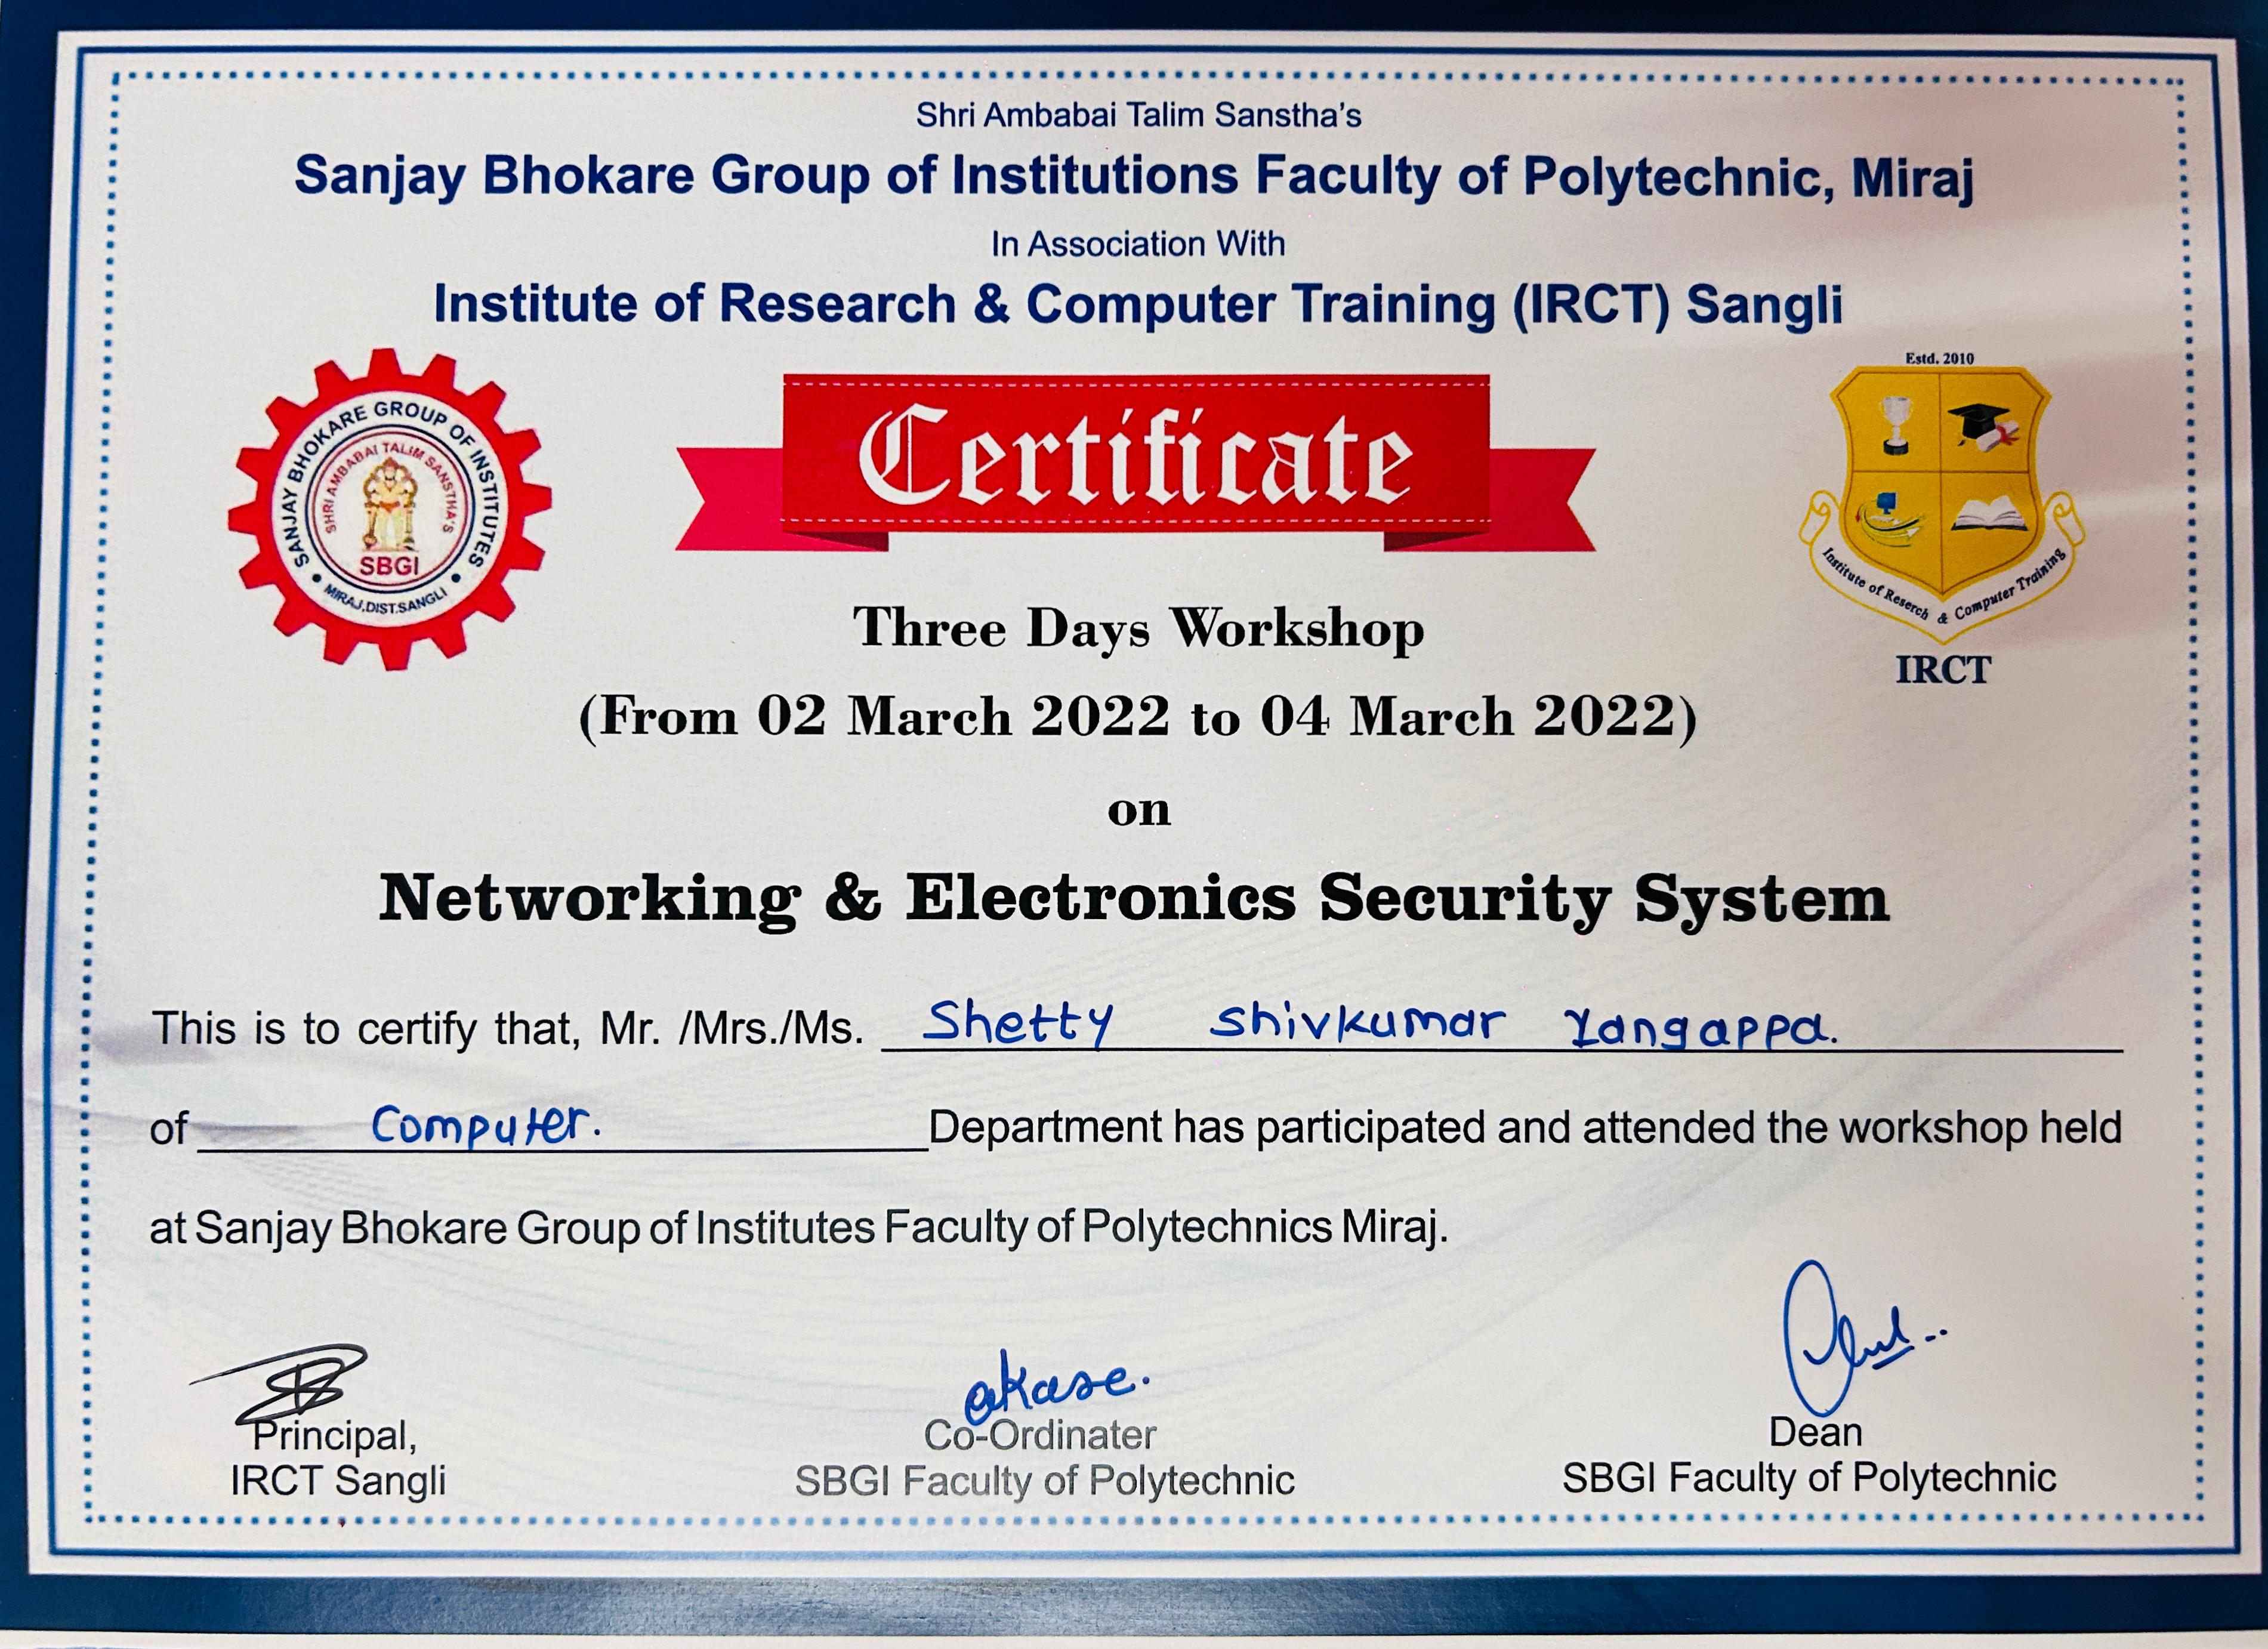 Shri Ambabai Talim Sanstha's
Sanjay Bhokare Group of Institutions Faculty of Polytechnic, Miraj
In Association With
Institute of Research & Computer Training (IRCT) Sangli
SANJAY BHOKARE GROUP OF INSTITUTES
SHRI AMBABAI TALIM SANSTHA'S
SBGI
MIRAJ,DIST.SANGLI
Certificate
Estd. 2010
Institute of Reserch & Computer Training
IRCT
Three Days Workshop
(From 02 March 2022 to 04 March 2022)
on
Networking & Electronics Security System
This is to certify that, Mr. /Mrs./Ms. Shetty Shivkumar Yangappa.
of Computer. Department has participated and attended the workshop held
at Sanjay Bhokare Group of Institutes Faculty of Polytechnics Miraj.
Principal,
IRCT Sangli
Co-Ordinater
SBGI Faculty of Polytechnic
Dean
SBGI Faculty of Polytechnic